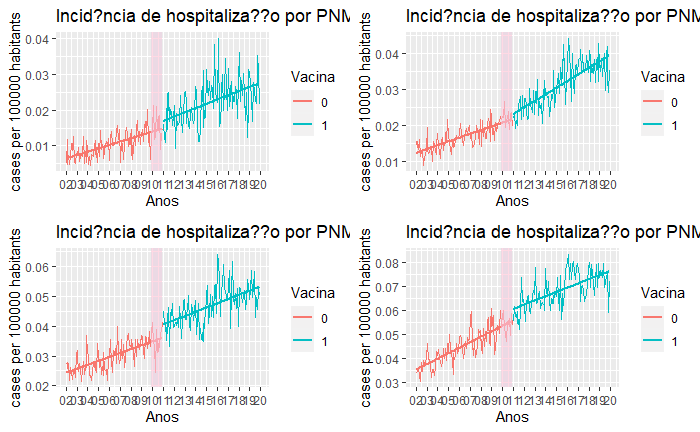 Incid?ncia de hospitaliza??o por PNM
cases per 100000 habitants
0.04
0.03
0.02
0.01
02 03 04 05 06 07 08 09 10 11 12 13 14 15 16 17 18 19 20
Anos
Vacina
0
1
Incid?ncia de hospitaliza??o por PNM
cases per 100000 habitants
0.04
0.03
0.02
0.01
02 03 04 05 06 07 08 09 10 11 12 13 14 15 16 17 18 19 20
Anos
Vacina
0
1
Incid?ncia de hospitaliza??o por PNM
cases per 100000 habitants
0.06
0.05
0.04
0.03
0.02
02 03 04 05 06 07 08 09 10 11 12 13 14 15 16 17 18 19 20
Anos
Vacina
0
1
Incid?ncia de hospitaliza??o por PNM
cases per 100000 habitants
0.08
0.07
0.06
0.05
0.04
0.03
02 03 04 05 06 07 08 09 10 11 12 13 14 15 16 17 18 19 20
Anos
Vacina
0
1